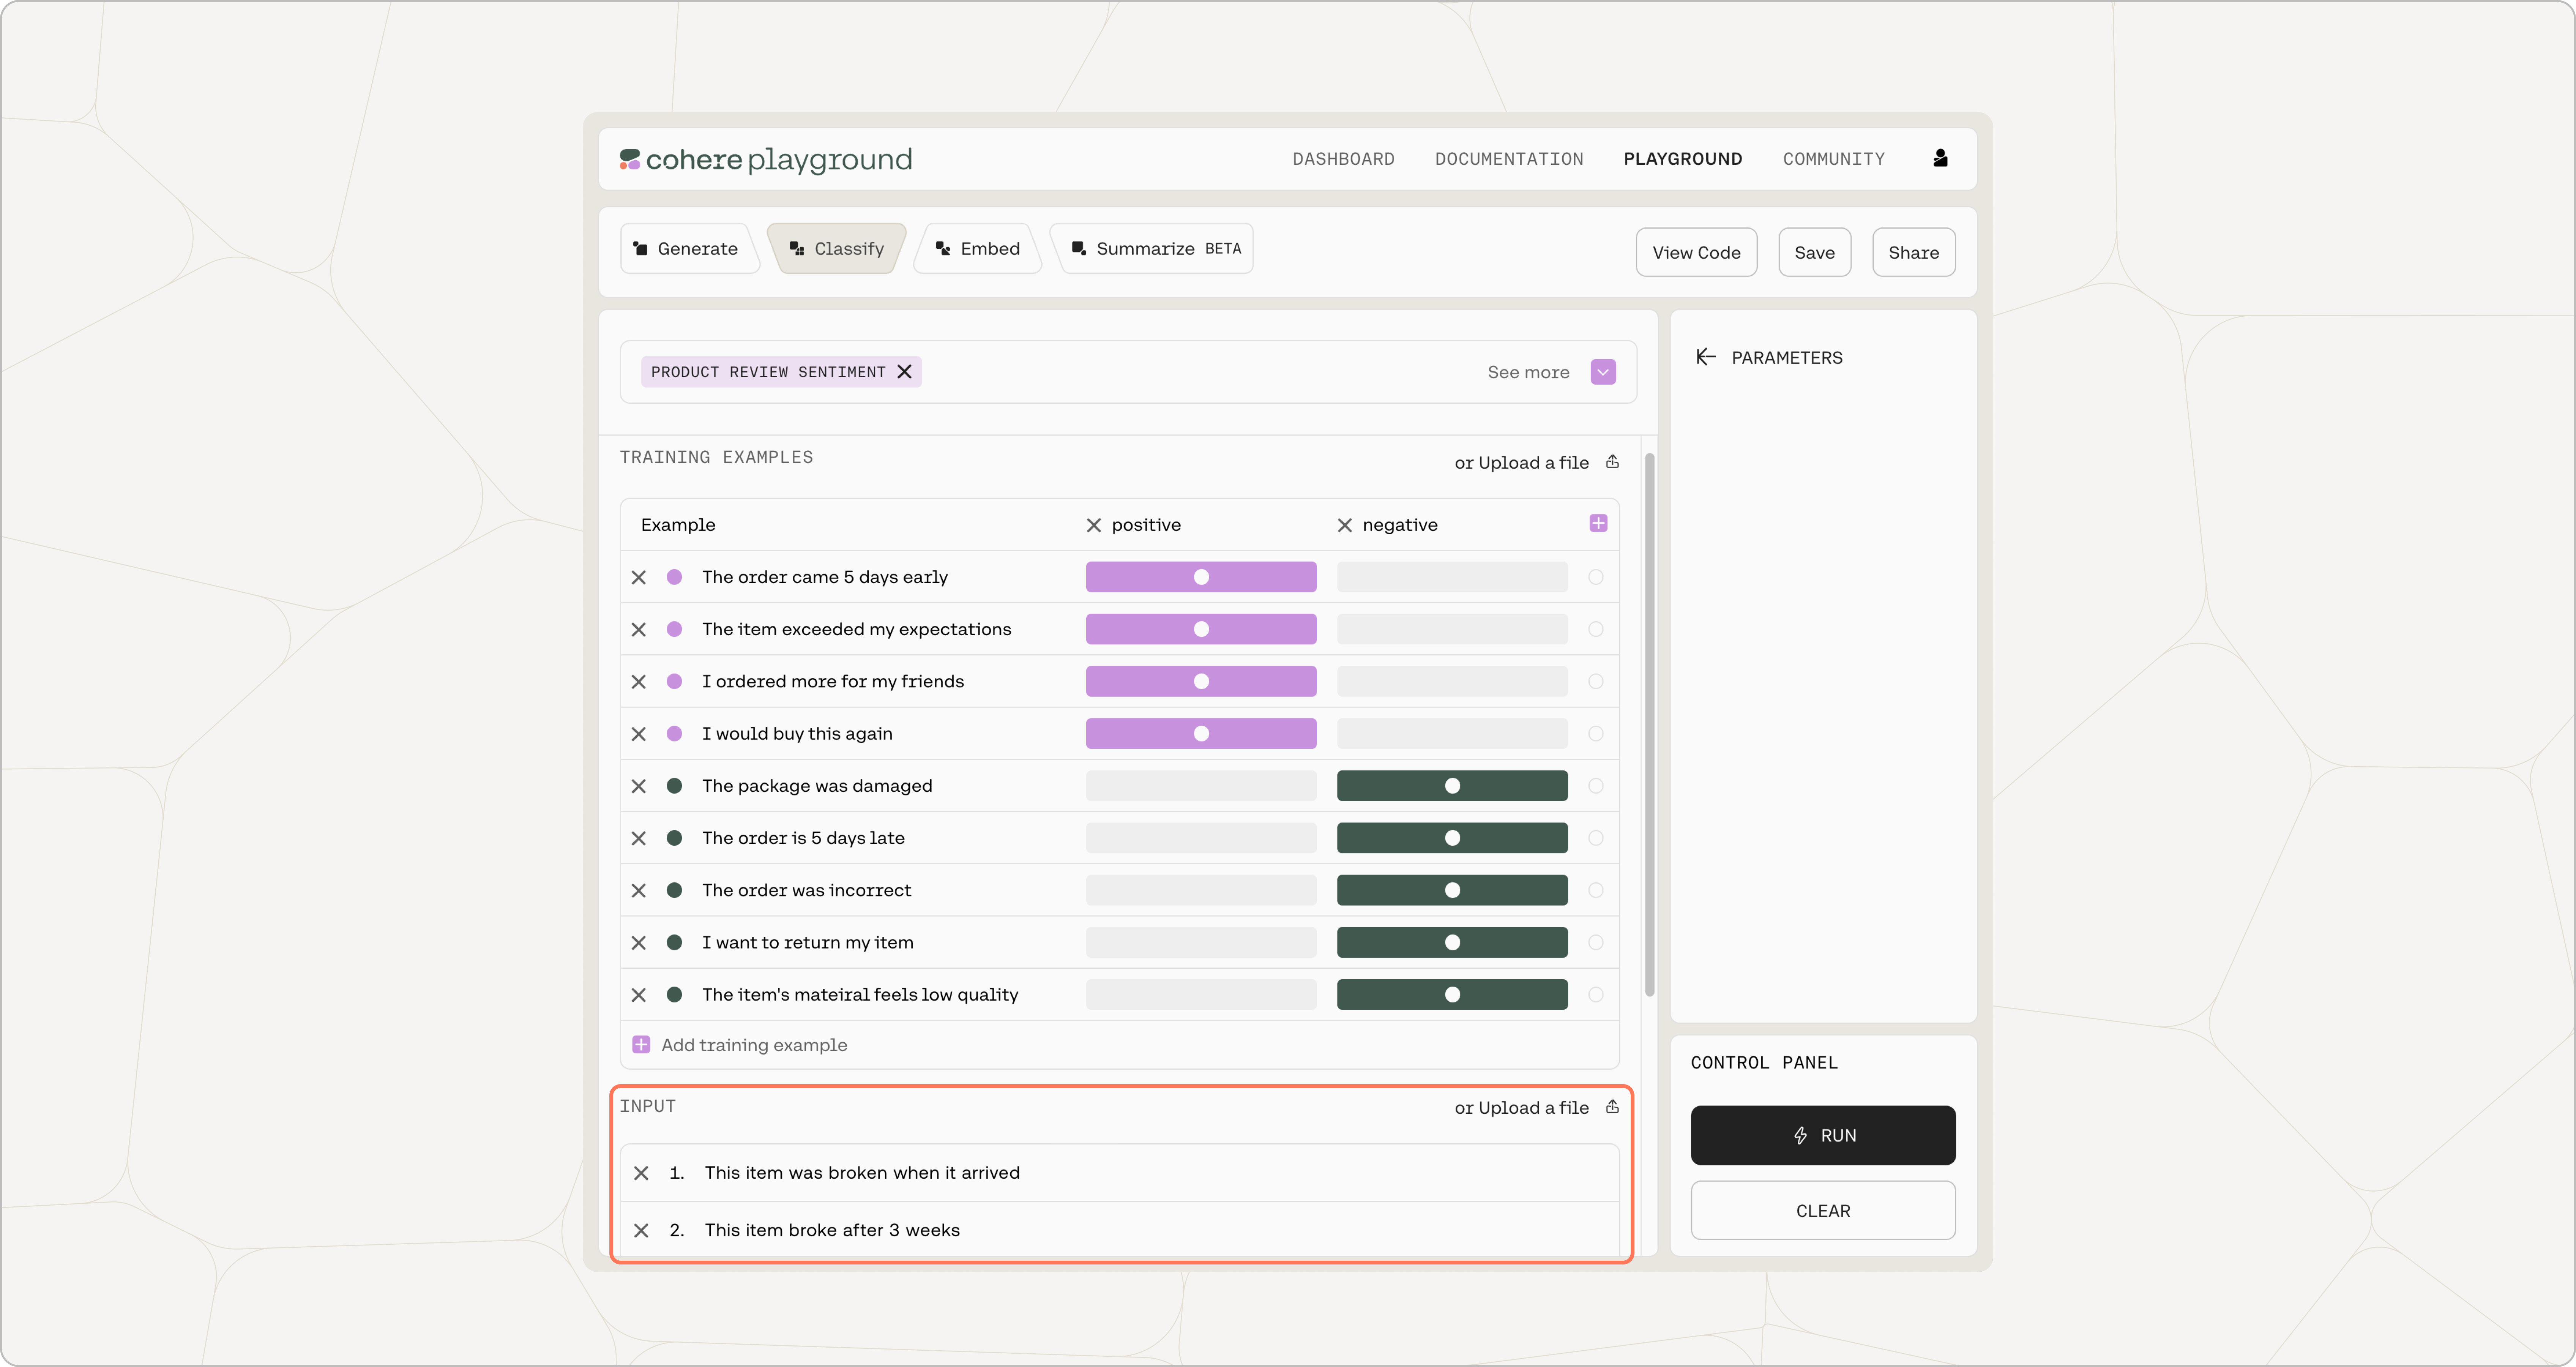 cohere playground
DASHBOARD DOCUMENTATION PLAYGROUND COMMUNITY
Generate Classify Embed Summarize BETA View Code Save Share
PRODUCT REVIEW SENTIMENT See more
PARAMETERS
TRAINING EXAMPLES or Upload a file
Example positive negative
The order came 5 days early
The item exceeded my expectations
I ordered more for my friends
I would buy this again
The package was damaged
The order is 5 days late
The order was incorrect
I want to return my item
The item's mateiral feels low quality
Add training example
CONTROL PANEL
INPUT or Upload a file
RUN
1. This item was broken when it arrived
CLEAR
2. This item broke after 3 weeks